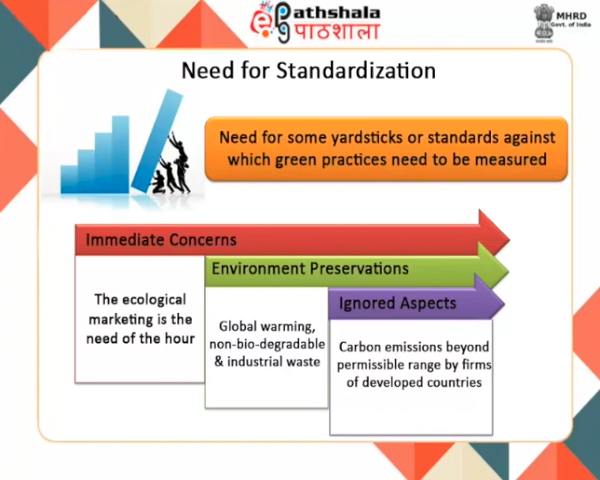 Pathshala
पाठशाला
MHRD
Govt. of India
Need for Standardization
Need for some yardsticks or standards against
which green practices need to be measured
Immediate Concerns
The ecological
marketing is the
need of the hour
Environment Preservations
Global warming,
non-bio-degradable
& industrial waste
Ignored Aspects
Carbon emissions beyond
permissible range by firms
of developed countries